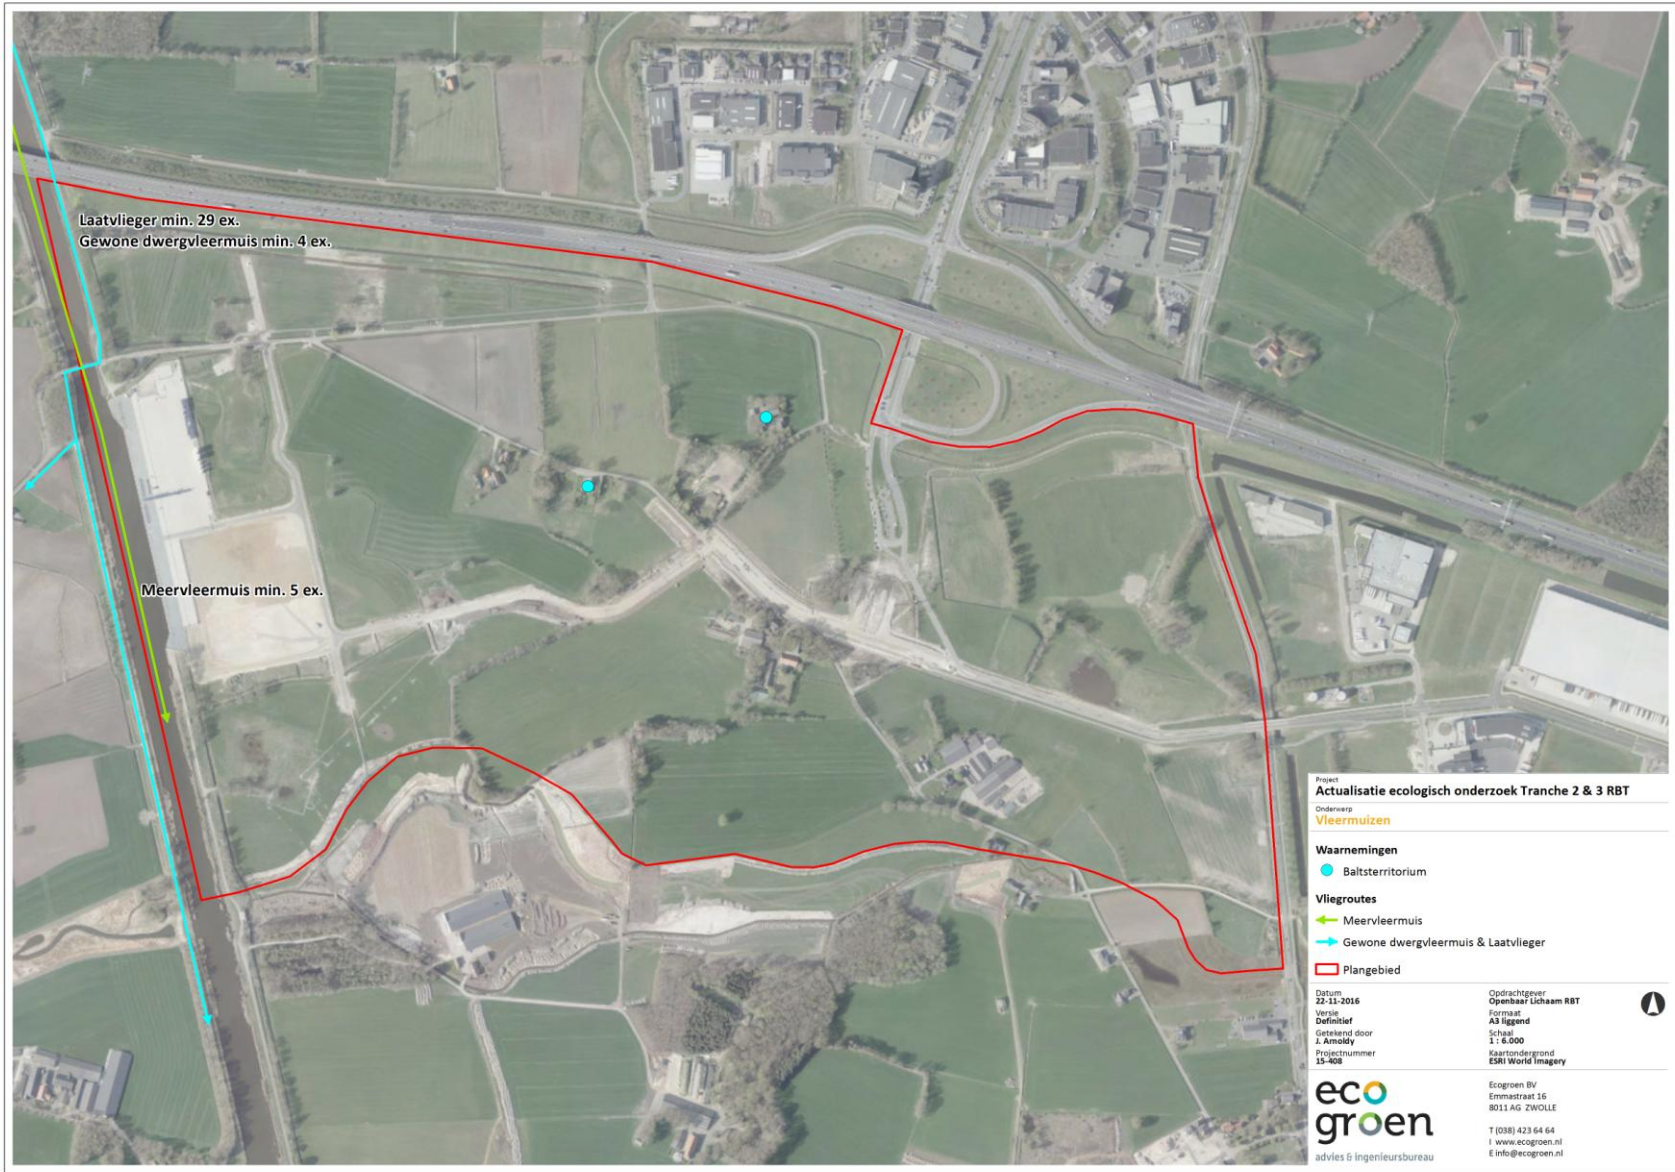 Laatvlieger min. 29 ex.
Gewone dwergvleermuis min. 4 ex.
Meervleermuis min. 5 ex.
Project
Actualisatie ecologisch onderzoek Tranche 2 & 3 RBT
Onderwerp
Vleermuizen
Waarnemingen
Baltsterritorium
Vliegroutes
Meervleermuis
Gewone dwergvleermuis & Laatvlieger
Plangebied
Datum
22-11-2016
Versie
Definitief
Getekend door
J. Arnoldy
Projectnummer
15-408
Opdrachtgever
Openbaar Lichaam RBT
Formaat
A3 liggend
Schaal
1 : 6.000
Kaartondergrond
ESRI World Imagery
eco
groen
advies & ingenieursbureau
Ecogroen BV
Emmastraat 16
8011 AG ZWOLLE
T (038) 423 64 64
I www.ecogroen.nl
E info@ecogroen.nl